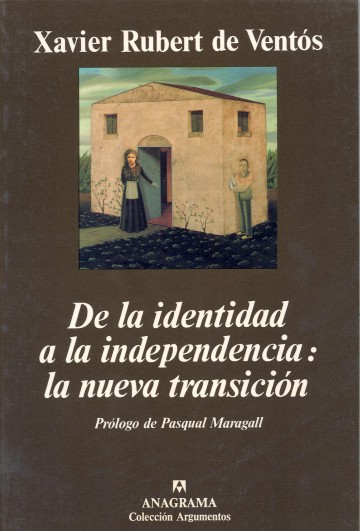 Xavier Rubert de Ventós
De la identidad
a la independencia:
la nueva transición
Prólogo de Pasqual Maragall
ANAGRAMA
Colección Argumentos